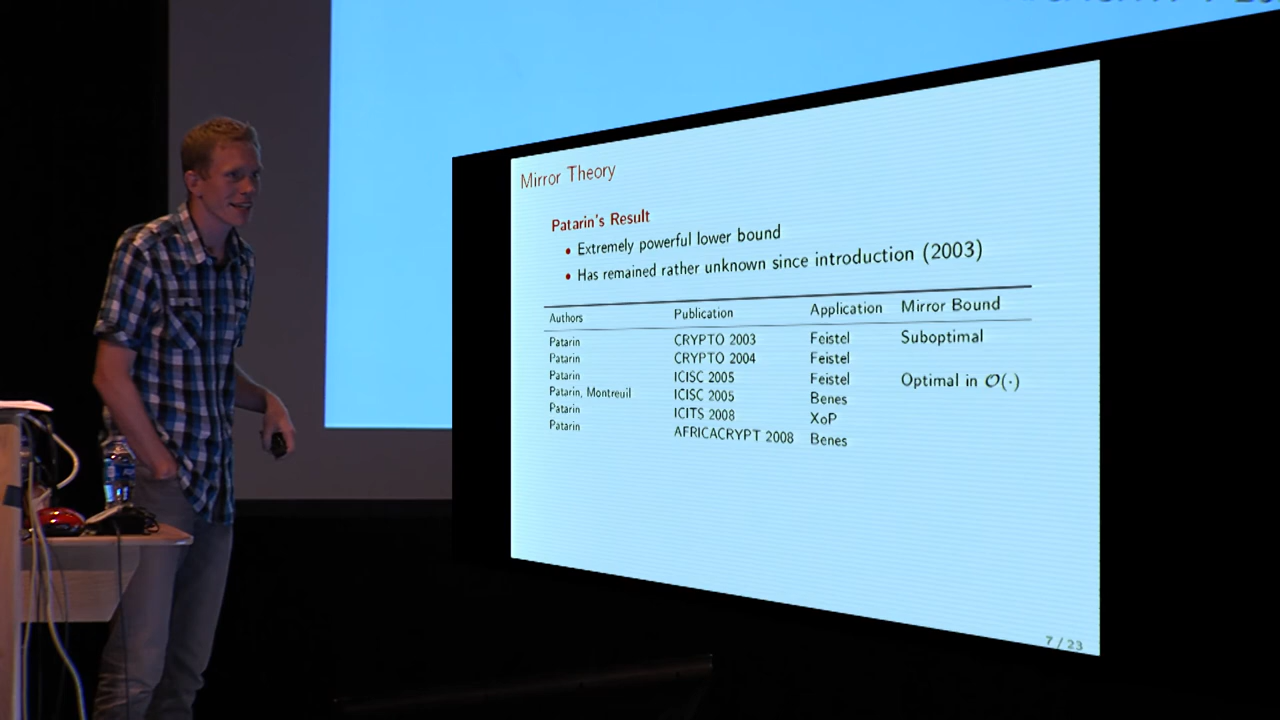 Mirror Theory
Patarin's Result
• Extremely powerful lower bound
• Has remained rather unknown since introduction (2003)
Authors Publication Application Mirror Bound
Patarin CRYPTO 2003 Feistel Suboptimal
Patarin CRYPTO 2004 Feistel
Patarin ICISC 2005 Feistel Optimal in O(·)
Patarin, Montreuil ICISC 2005 Benes
Patarin ICITS 2008 XoP
Patarin AFRICACRYPT 2008 Benes
7 / 23